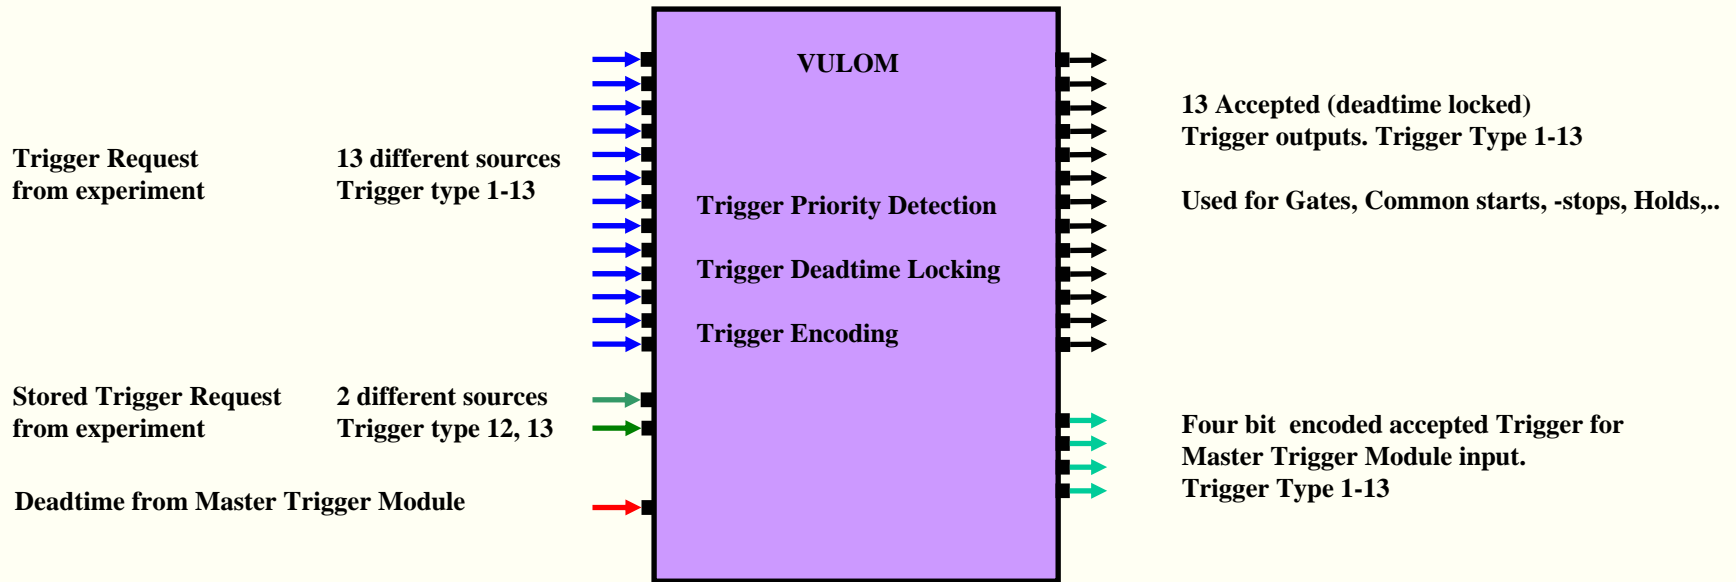 VULOM
Trigger Request
from experiment
13 different sources
Trigger type 1-13
Trigger Priority Detection
Trigger Deadtime Locking
Trigger Encoding
13 Accepted (deadtime locked)
Trigger outputs. Trigger Type 1-13
Used for Gates, Common starts, -stops, Holds,..
Stored Trigger Request
from experiment
2 different sources
Trigger type 12, 13
Deadtime from Master Trigger Module
Four bit  encoded accepted Trigger for
Master Trigger Module input.
Trigger Type 1-13